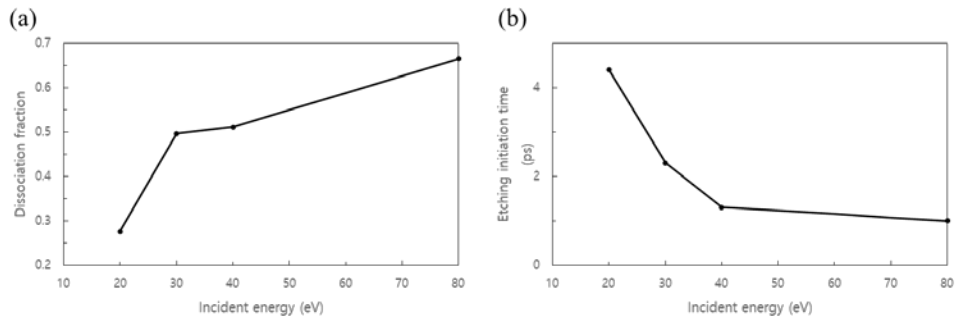 (a)
Dissociation fraction
0.7
0.6
0.5
0.4
0.3
0.2
10 20 30 40 50 60 70 80
Incident energy (eV)
(b)
Etching initiation time
(ps)
4
2
0
10 20 30 40 50 60 70 80
Incident energy (eV)